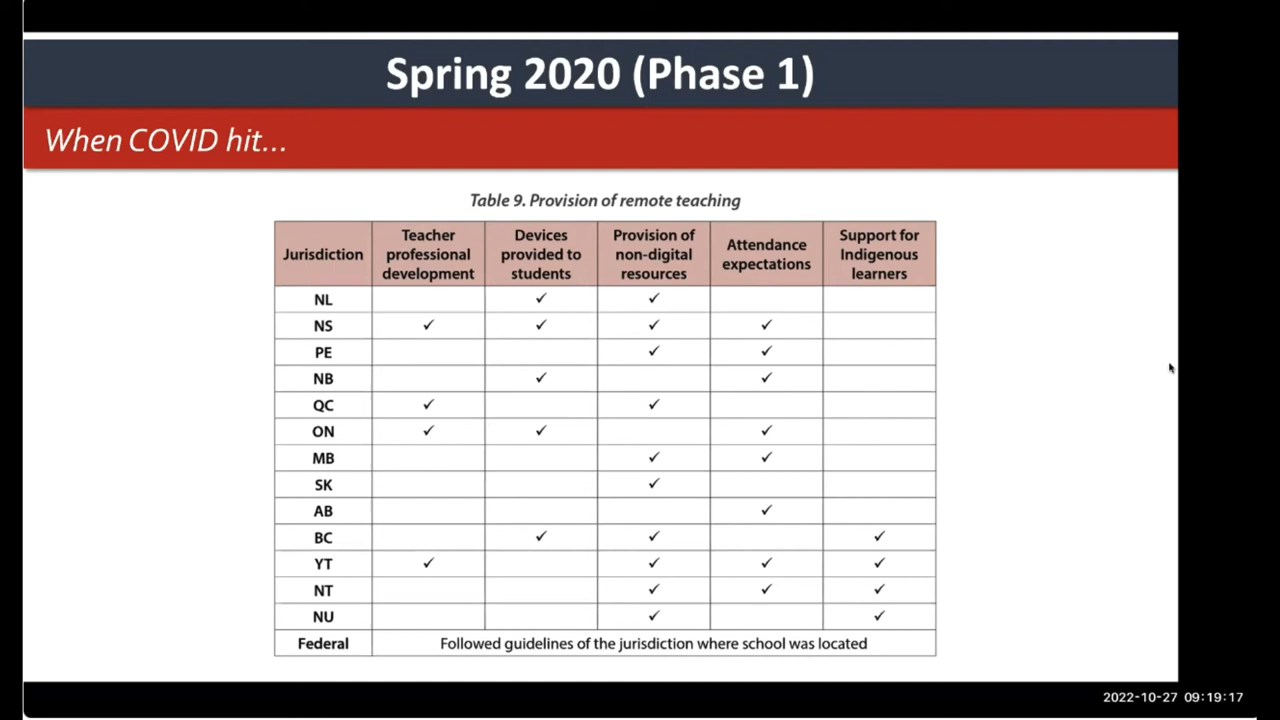 Spring 2020 (Phase 1)
When COVID hit...
Table 9. Provision of remote teaching
Jurisdiction | Teacher professional development | Devices provided to students | Provision of non-digital resources | Attendance expectations | Support for Indigenous learners
NL | | ✓ | ✓ | |
NS | ✓ | ✓ | ✓ | ✓ |
PE | | | ✓ | ✓ |
NB | | ✓ | | ✓ |
QC | ✓ | | ✓ | |
ON | ✓ | ✓ | | ✓ |
MB | | | ✓ | ✓ |
SK | | | ✓ | |
AB | | | | ✓ |
BC | | ✓ | ✓ | | ✓
YT | ✓ | | ✓ | ✓ | ✓
NT | | | ✓ | ✓ | ✓
NU | | | ✓ | | ✓
Federal | Followed guidelines of the jurisdiction where school was located
2022-10-27 09:19:17